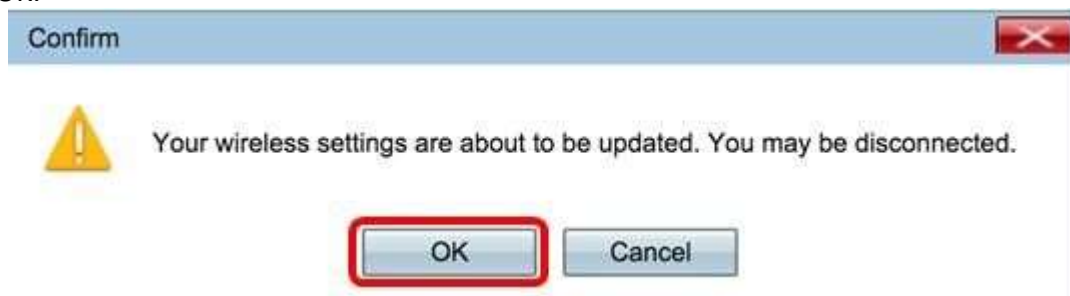 Confirm
Your wireless settings are about to be updated. You may be disconnected.
OK Cancel